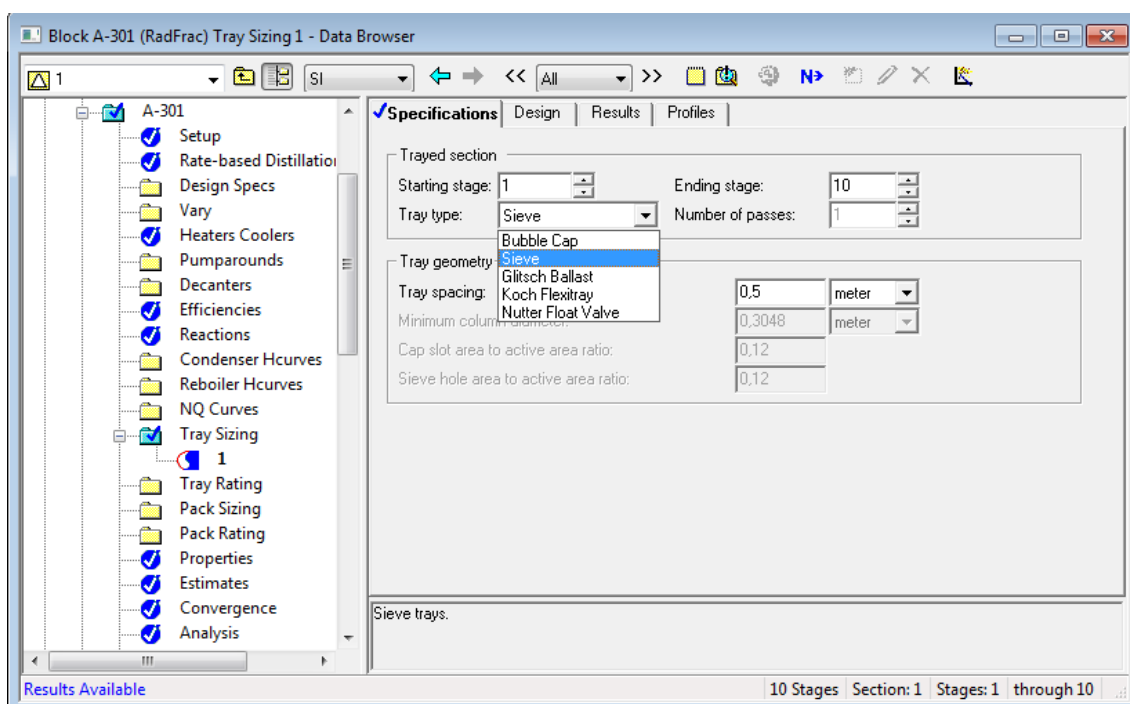 Block A-301 (RadFrac) Tray Sizing 1 - Data Browser
1 SI << All >> N>
A-301
Setup
Rate-based Distillatio
Design Specs
Vary
Heaters Coolers
Pumparounds
Decanters
Efficiencies
Reactions
Condenser Hcurves
Reboiler Hcurves
NQ Curves
Tray Sizing
1
Tray Rating
Pack Sizing
Pack Rating
Properties
Estimates
Convergence
Analysis
Specifications Design Results Profiles
Trayed section
Starting stage: 1 Ending stage: 10
Tray type: Sieve Number of passes: 1
Bubble Cap
Sieve
Glitsch Ballast
Koch Flexitray
Nutter Float Valve
Tray geometry
Tray spacing: 0,5 meter
Minimum column diameter: 0,3048 meter
Cap slot area to active area ratio: 0,12
Sieve hole area to active area ratio: 0,12
Sieve trays.
Results Available 10 Stages Section: 1 Stages: 1 through 10